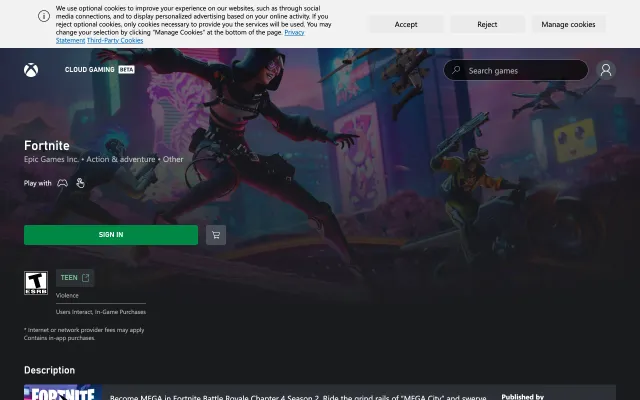 We use optional cookies to improve your experience on our websites, such as through social
media connections, and to display personalized advertising based on your online activity. If you
reject optional cookies, only cookies necessary to provide you the services will be used. You may
change your selection by clicking "Manage Cookies" at the bottom of the page. Privacy
Statement Third-Party Cookies
Accept
Reject
Manage cookies
CLOUD GAMING BETA
Search games
Fortnite
Epic Games Inc. • Action & adventure • Other
Play with
SIGN IN
T
ESRB
TEEN
Violence
Users Interact, In-Game Purchases
* Internet or network provider fees may apply
Contains in-app purchases.
Description
FORTNITE
Become MEGA in Fortnite Battle Royale Chapter 4 Season 2. Ride the grind rails of "MEGA City" and swerve
Published by